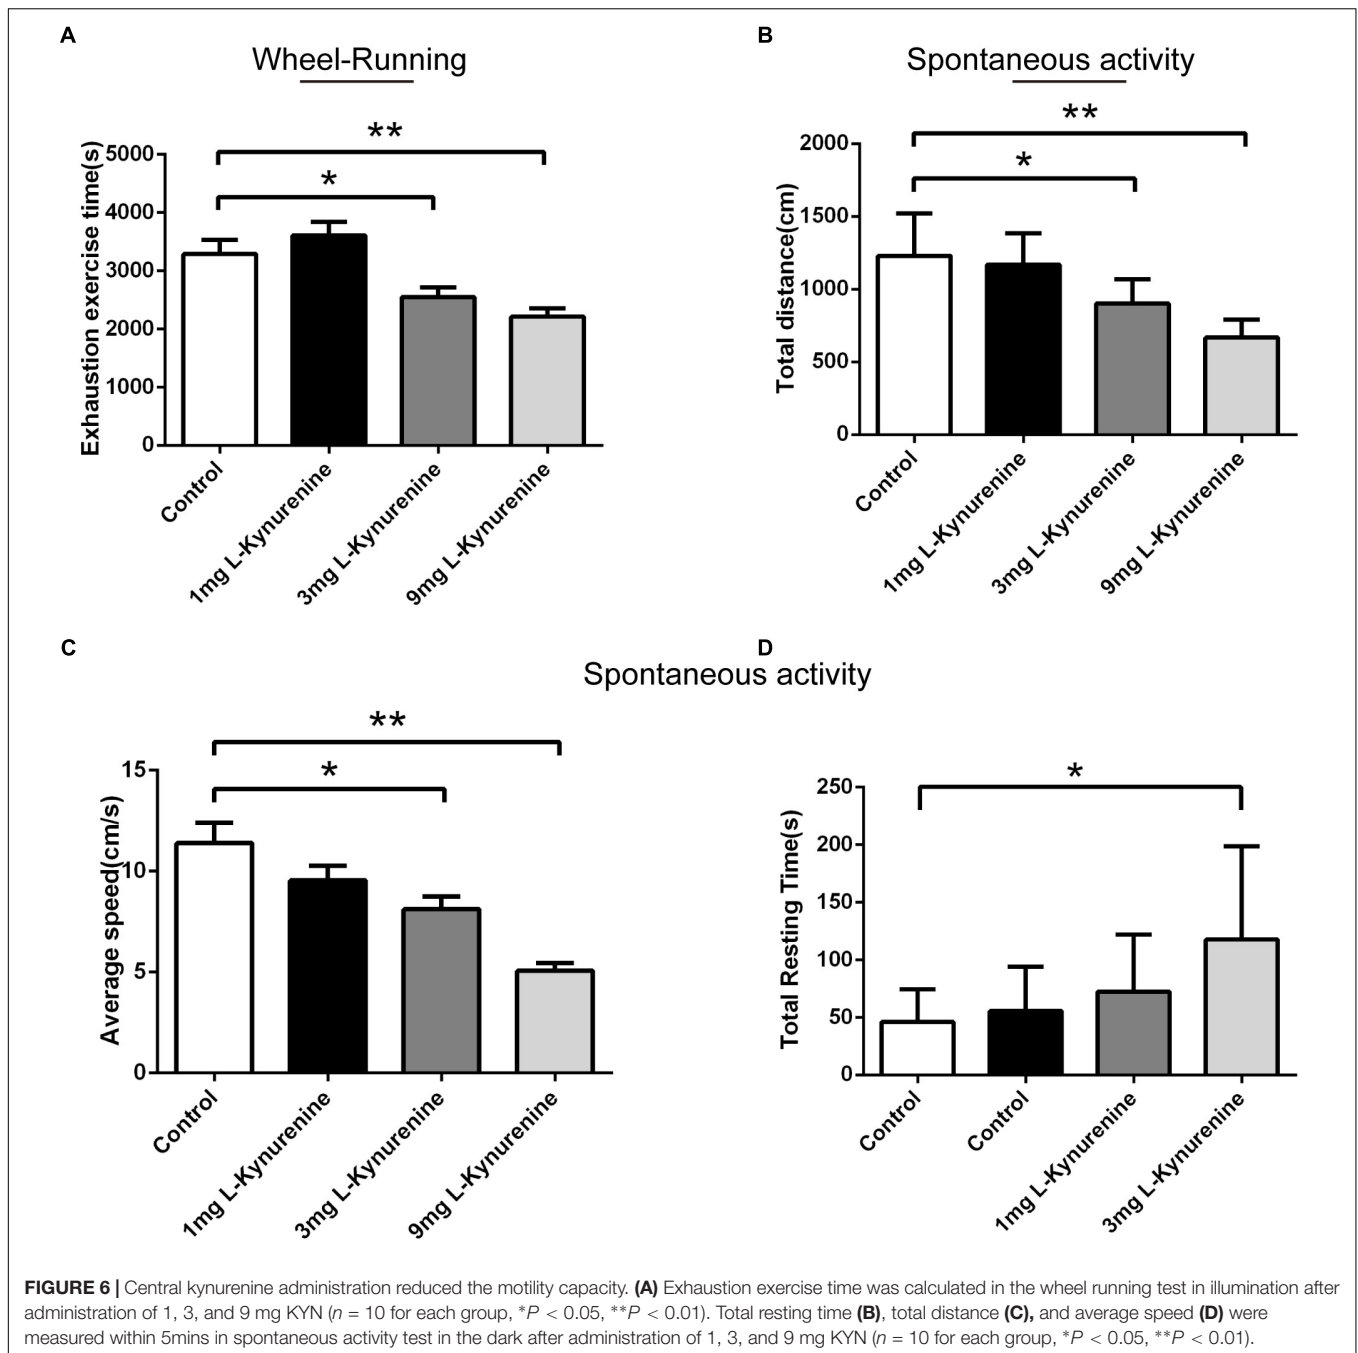 A
Wheel-Running
**
*
Exhaustion exercise time(s)
5000
4000
3000
2000
1000
0
Control
1mg L-Kynurenine
3mg L-Kynurenine
9mg L-Kynurenine
B
Spontaneous activity
**
*
Total distance(cm)
2000
1500
1000
500
0
Control
1mg L-Kynurenine
3mg L-Kynurenine
9mg L-Kynurenine
Spontaneous activity
C
**
*
Average speed(cm/s)
15
10
5
0
Control
1mg L-Kynurenine
3mg L-Kynurenine
9mg L-Kynurenine
D
*
Total Resting Time(s)
250
200
150
100
50
0
Control
Control
1mg L-Kynurenine
3mg L-Kynurenine
FIGURE 6 | Central kynurenine administration reduced the motility capacity. (A) Exhaustion exercise time was calculated in the wheel running test in illumination after
administration of 1, 3, and 9 mg KYN (n = 10 for each group, *P < 0.05, **P < 0.01). Total resting time (B), total distance (C), and average speed (D) were
measured within 5mins in spontaneous activity test in the dark after administration of 1, 3, and 9 mg KYN (n = 10 for each group, *P < 0.05, **P < 0.01).